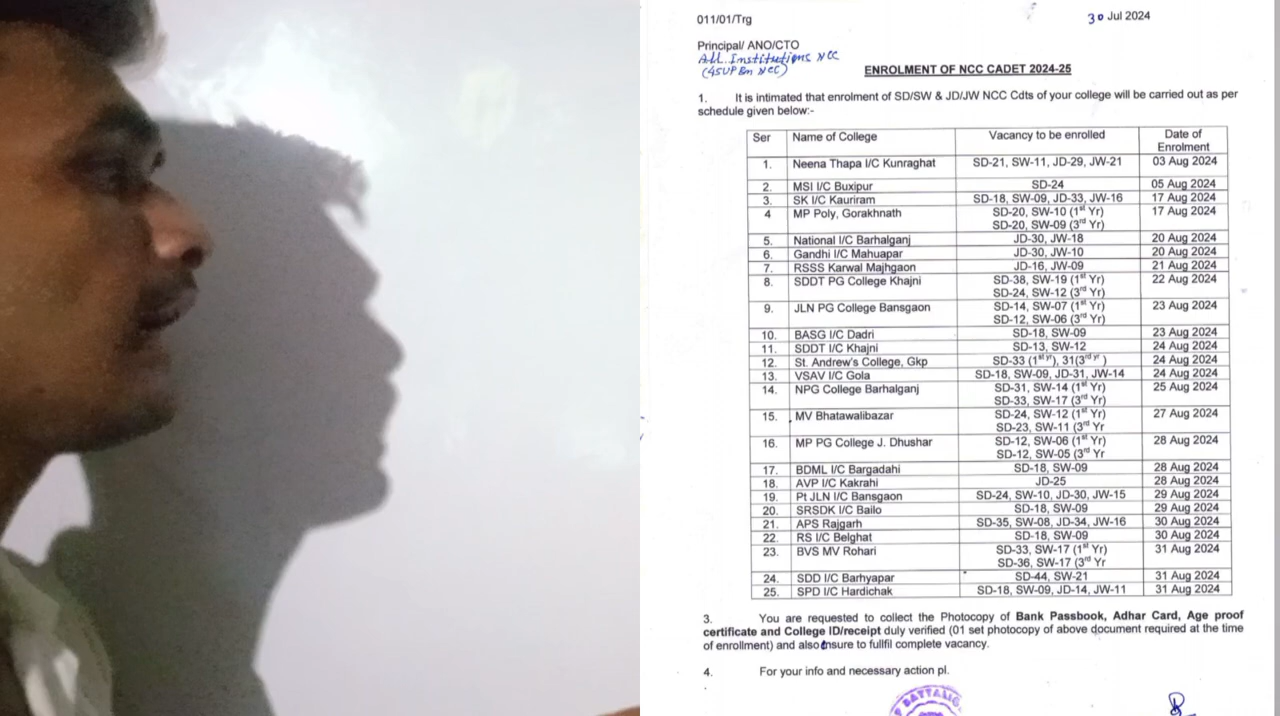 011/01/Trg
30 Jul 2024
Principal/ ANO/CTO
All Institutions NCC
(45UP Bn NCC)
ENROLMENT OF NCC CADET 2024-25
1. It is intimated that enrolment of SD/SW & JD/JW NCC Cdts of your college will be carried out as per
schedule given below:-
Ser Name of College Vacancy to be enrolled Date of
Enrolment
1. Neena Thapa I/C Kunraghat SD-21, SW-11, JD-29, JW-21 03 Aug 2024
2. MSI I/C Buxipur SD-24 05 Aug 2024
3. SK I/C Kauriram SD-18, SW-09, JD-33, JW-16 17 Aug 2024
4 MP Poly, Gorakhnath SD-20, SW-10 (1st Yr) 17 Aug 2024
SD-20, SW-09 (3rd Yr)
5. National I/C Barhalganj JD-30, JW-18 20 Aug 2024
6. Gandhi I/C Mahuapar JD-30, JW-10 20 Aug 2024
7. RSSS Karwal Majhgaon JD-16, JW-09 21 Aug 2024
8. SDDT PG College Khajni SD-38, SW-19 (1st Yr) 22 Aug 2024
SD-24, SW-12 (3rd Yr)
9. JLN PG College Bansgaon SD-14, SW-07 (1st Yr) 23 Aug 2024
SD-12, SW-06 (3rd Yr)
10. BASG I/C Dadri SD-18, SW-09 23 Aug 2024
11. SDDT I/C Khajni SD-13, SW-12 24 Aug 2024
12. St. Andrew's College, Gkp SD-33 (1st yr), 31(3rd yr ) 24 Aug 2024
13. VSAV I/C Gola SD-18, SW-09, JD-31, JW-14 24 Aug 2024
14. NPG College Barhalganj SD-31, SW-14 (1st Yr) 25 Aug 2024
SD-33, SW-17 (3rd Yr)
15. MV Bhatawalibazar SD-24, SW-12 (1st Yr) 27 Aug 2024
SD-23, SW-11 (3rd Yr
16. MP PG College J. Dhushar SD-12, SW-06 (1st Yr) 28 Aug 2024
SD-12, SW-05 (3rd Yr
17. BDML I/C Bargadahi SD-18, SW-09 28 Aug 2024
18. AVP I/C Kakrahi JD-25 28 Aug 2024
19. Pt JLN I/C Bansgaon SD-24, SW-10, JD-30, JW-15 29 Aug 2024
20. SRSDK I/C Bailo SD-18, SW-09 29 Aug 2024
21. APS Rajgarh SD-35, SW-08, JD-34, JW-16 30 Aug 2024
22. RS I/C Belghat SD-18, SW-09 30 Aug 2024
23. BVS MV Rohari SD-33, SW-17 (1st Yr) 31 Aug 2024
SD-36, SW-17 (3rd Yr
24. SDD I/C Barhyapar SD-44, SW-21 31 Aug 2024
25. SPD I/C Hardichak SD-18, SW-09, JD-14, JW-11 31 Aug 2024
3. You are requested to collect the Photocopy of Bank Passbook, Adhar Card, Age proof
certificate and College ID/receipt duly verified (01 set photocopy of above document required at the time
of enrollment) and also ensure to fullfil complete vacancy.
4. For your info and necessary action pl.